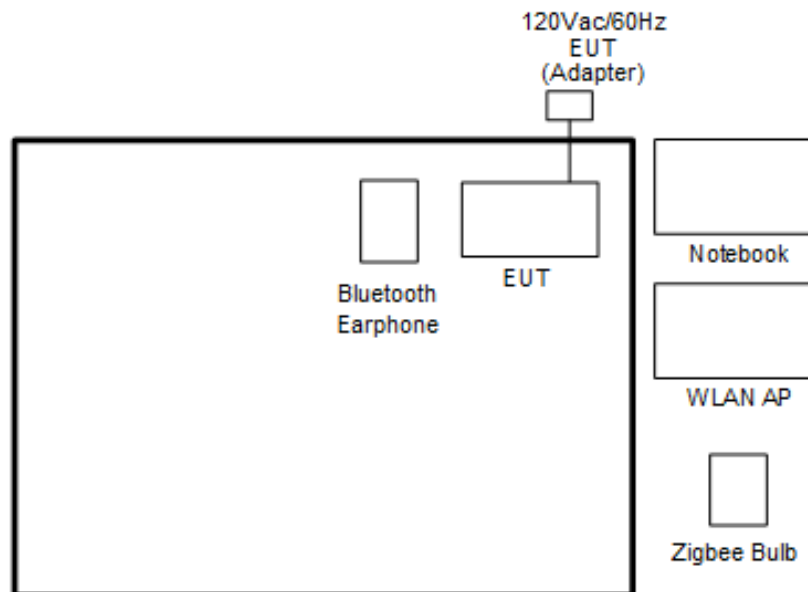 120Vac/60Hz
EUT
(Adapter)
Bluetooth
Earphone
EUT
Notebook
WLAN AP
Zigbee Bulb